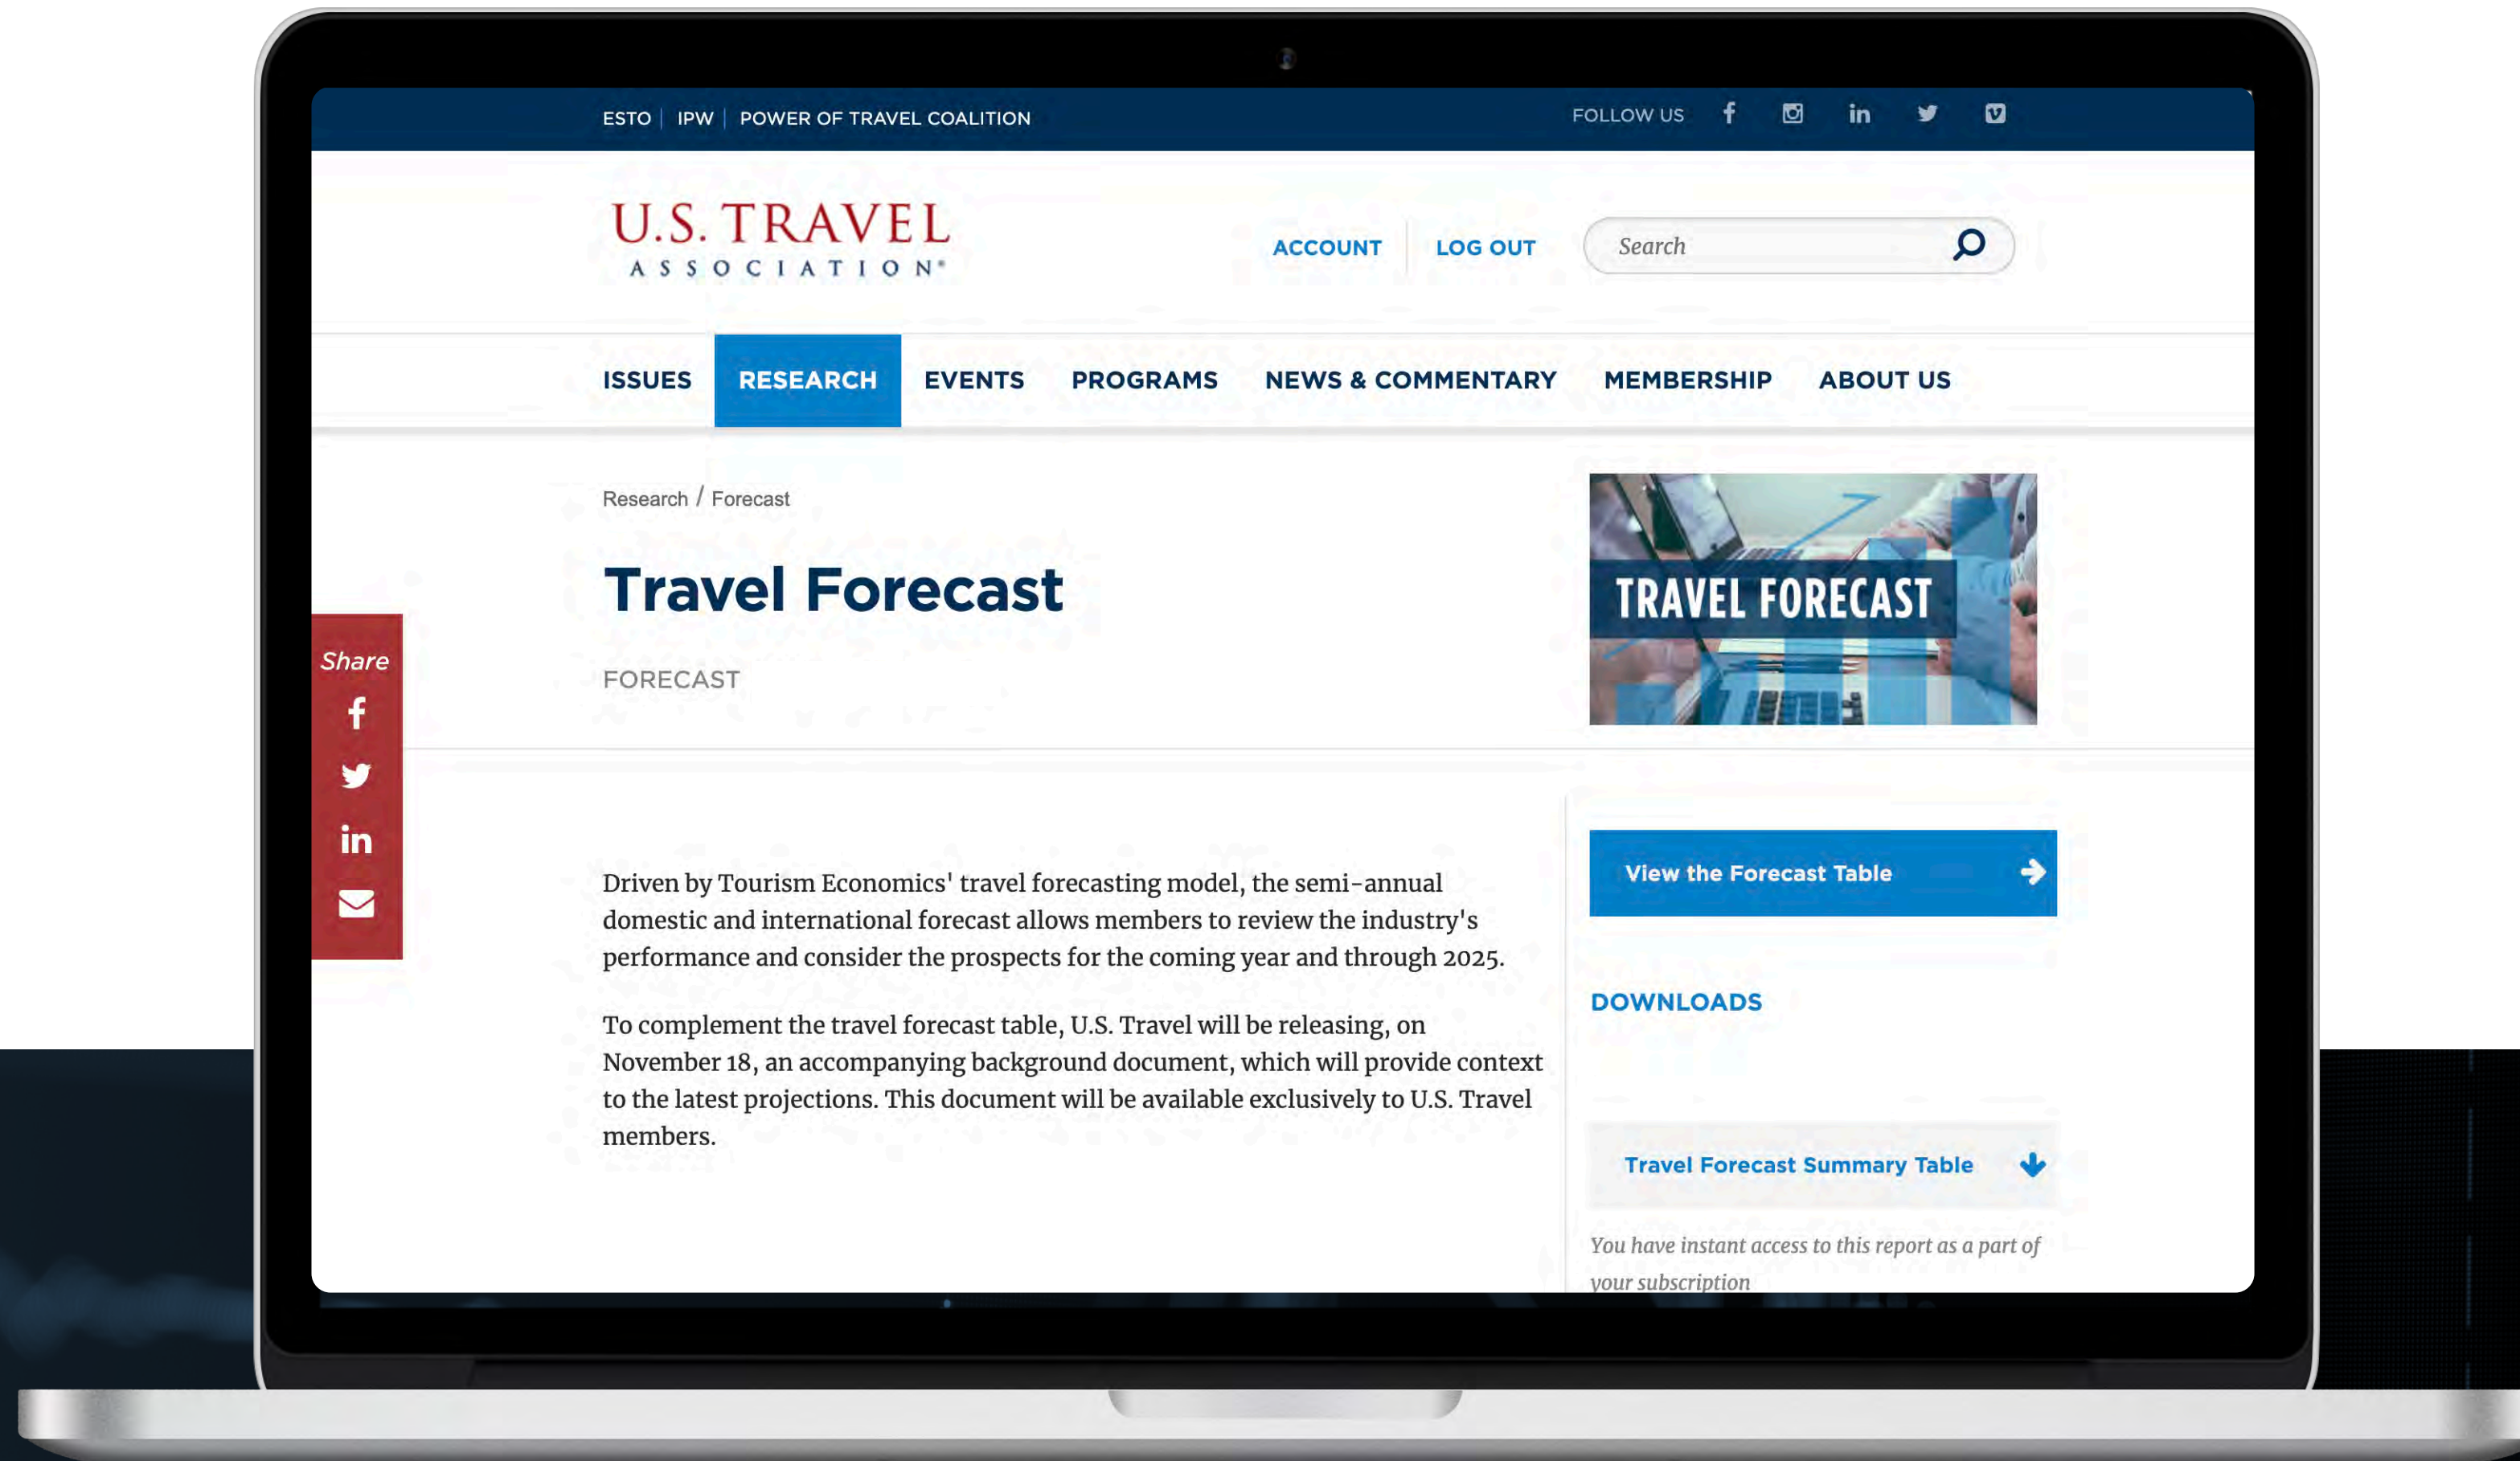 ESTO | IPW | POWER OF TRAVEL COALITION
FOLLOW US
U.S. TRAVEL
ASSOCIATION®
ACCOUNT
LOG OUT
Search
ISSUES RESEARCH EVENTS PROGRAMS NEWS & COMMENTARY MEMBERSHIP ABOUT US
Research / Forecast
Travel Forecast
FORECAST
TRAVEL FORECAST
Share
Driven by Tourism Economics' travel forecasting model, the semi-annual
domestic and international forecast allows members to review the industry's
performance and consider the prospects for the coming year and through 2025.
To complement the travel forecast table, U.S. Travel will be releasing, on
November 18, an accompanying background document, which will provide context
to the latest projections. This document will be available exclusively to U.S. Travel
members.
View the Forecast Table
DOWNLOADS
Travel Forecast Summary Table
You have instant access to this report as a part of
your subscription